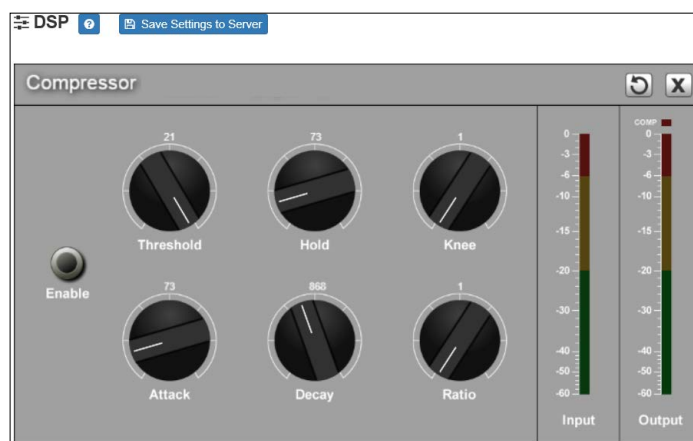 DSP ? Save Settings to Server
Compressor X
21 73 1
Threshold Hold Knee
Enable
73 868 1
Attack Decay Ratio
COMP
0 0
-3 -3
-6 -6
-10 -10
-15 -15
-20 -20
-30 -30
-40 -40
-50 -50
-60 -60
Input Output